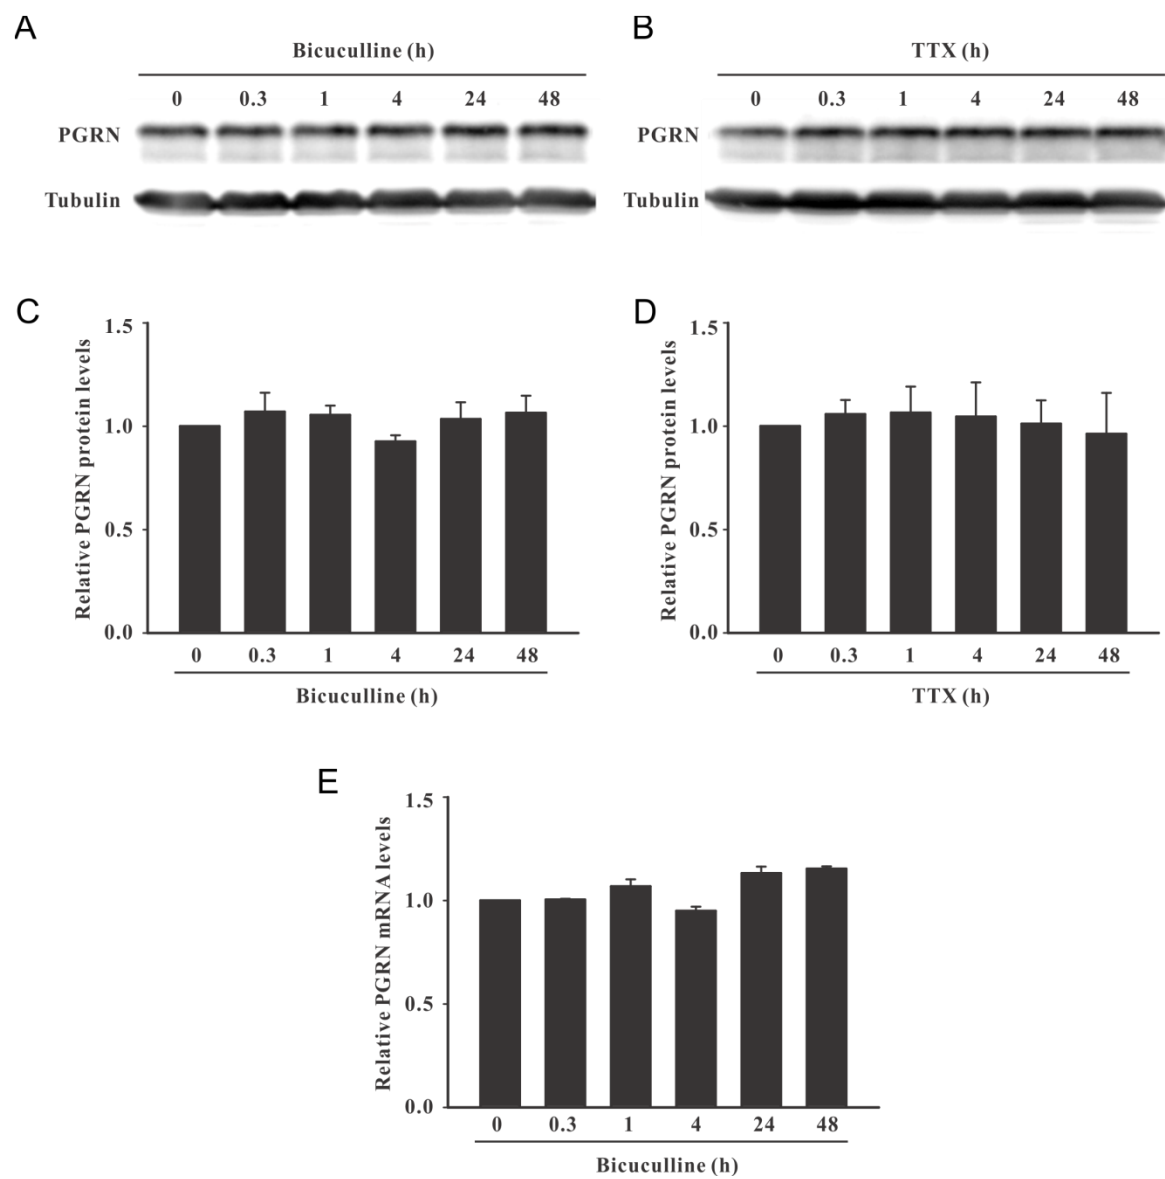 A
Bicuculline (h)
0 0.3 1 4 24 48
PGRN
Tubulin
B
TTX (h)
0 0.3 1 4 24 48
PGRN
Tubulin
C
Relative PGRN protein levels
1.5
1.0
0.5
0.0
0 0.3 1 4 24 48
Bicuculline (h)
D
Relative PGRN protein levels
1.5
1.0
0.5
0.0
0 0.3 1 4 24 48
TTX (h)
E
Relative PGRN mRNA levels
1.5
1.0
0.5
0.0
0 0.3 1 4 24 48
Bicuculline (h)